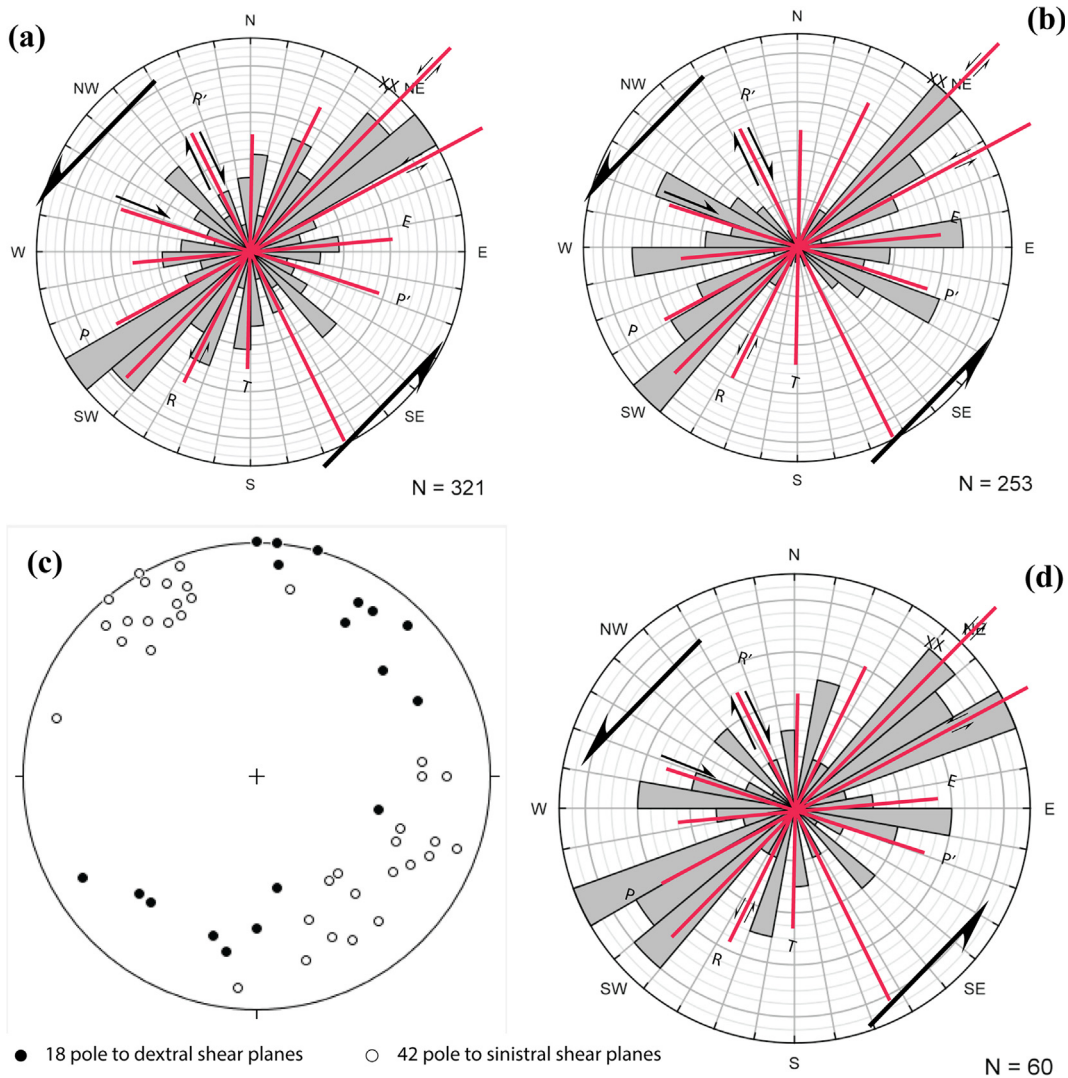 (a)
N
NW
R′
XX
NE
W
E
E
P
P′
R
T
SW
SE
S
N = 321
(b)
N
NW
R′
XX
NE
W
E
E
P
P′
R
T
SW
SE
S
N = 253
(c)
18 pole to dextral shear planes
42 pole to sinistral shear planes
(d)
N
NW
R′
XX
NE
W
E
E
P
P′
R
T
SW
SE
S
N = 60